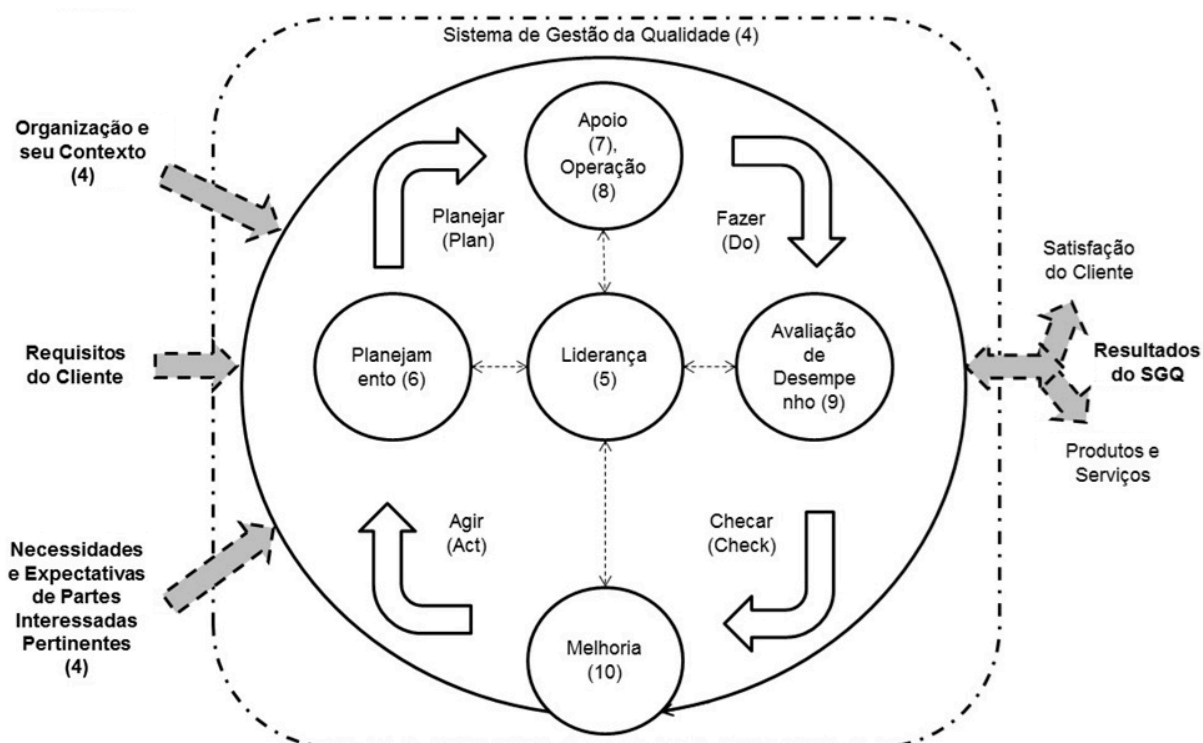 Sistema de Gestão da Qualidade (4)
Organização e
seu Contexto
(4)
Requisitos
do Cliente
Necessidades
e Expectativas
de Partes
Interessadas
Pertinentes
(4)
Apoio
(7),
Operação
(8)
Planejar
(Plan)
Fazer
(Do)
Planejam
ento (6)
Liderança
(5)
Avaliação
de
Desempe
nho (9)
Agir
(Act)
Checar
(Check)
Melhoria
(10)
Satisfação
do Cliente
Resultados
do SGQ
Produtos e
Serviços